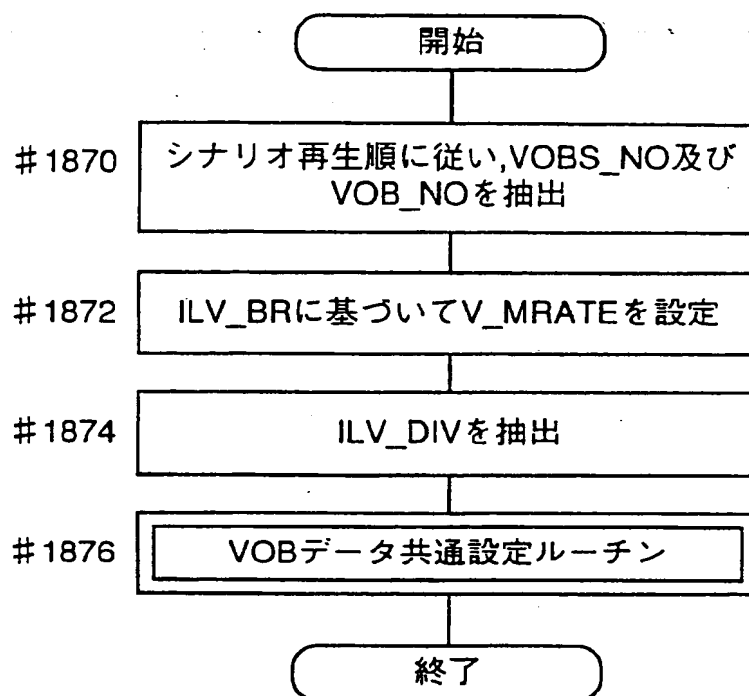 開始
#1870
シナリオ再生順に従い,VOBS_NO及び
VOB_NOを抽出
#1872
ILV_BRに基づいてV_MRATEを設定
#1874
ILV_DIVを抽出
#1876
VOBデータ共通設定ルーチン
終了